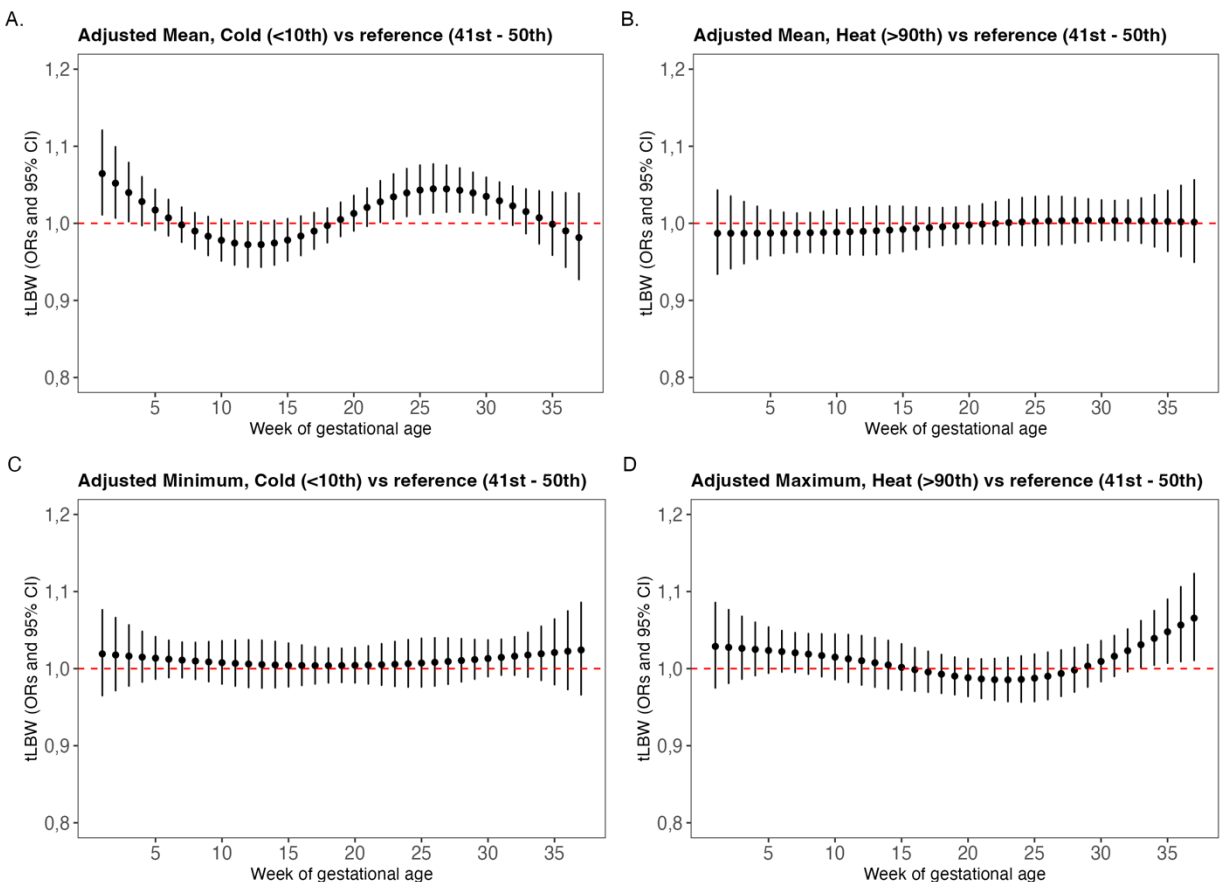 A.
Adjusted Mean, Cold (<10th) vs reference (41st - 50th)
tLBW (ORs and 95% CI)
1,2
1,1
1,0
0,9
0,8
5 10 15 20 25 30 35
Week of gestational age
B.
Adjusted Mean, Heat (>90th) vs reference (41st - 50th)
tLBW (ORs and 95% CI)
1,2
1,1
1,0
0,9
0,8
5 10 15 20 25 30 35
Week of gestational age
C
Adjusted Minimum, Cold (<10th) vs reference (41st - 50th)
tLBW (ORs and 95% CI)
1,2
1,1
1,0
0,9
0,8
5 10 15 20 25 30 35
Week of gestational age
D
Adjusted Maximum, Heat (>90th) vs reference (41st - 50th)
tLBW (ORs and 95% CI)
1,2
1,1
1,0
0,9
0,8
5 10 15 20 25 30 35
Week of gestational age